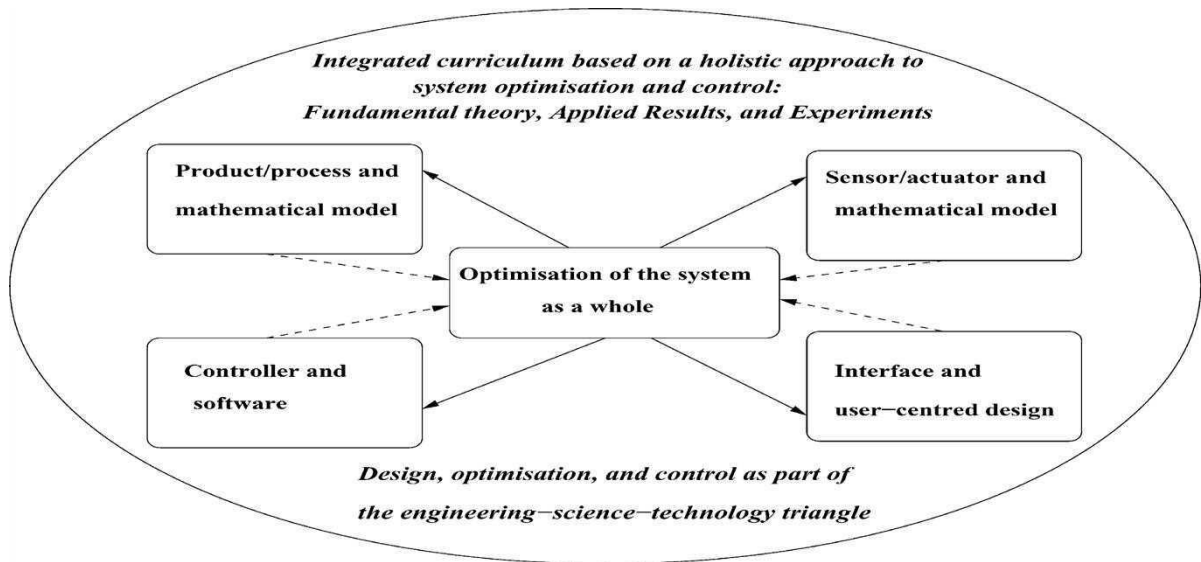 Integrated curriculum based on a holistic approach to
system optimisation and control:
Fundamental theory, Applied Results, and Experiments
Product/process and
mathematical model
Sensor/actuator and
mathematical model
Optimisation of the system
as a whole
Controller and
software
Interface and
user-centred design
Design, optimisation, and control as part of
the engineering-science-technology triangle